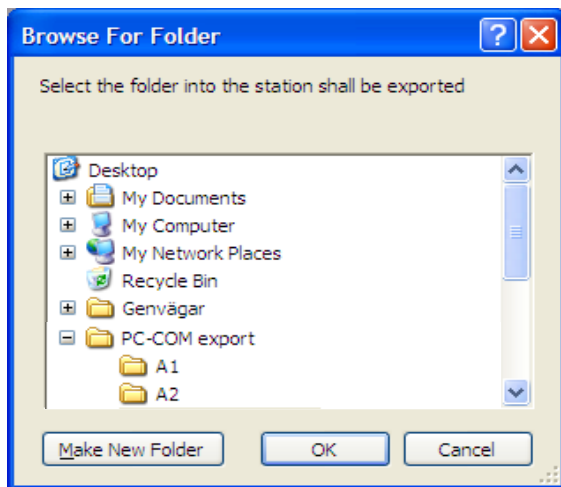 Browse For Folder
Select the folder into the station shall be exported
Desktop
My Documents
My Computer
My Network Places
Recycle Bin
Genvägar
PC-COM export
A1
A2
Make New Folder
OK
Cancel